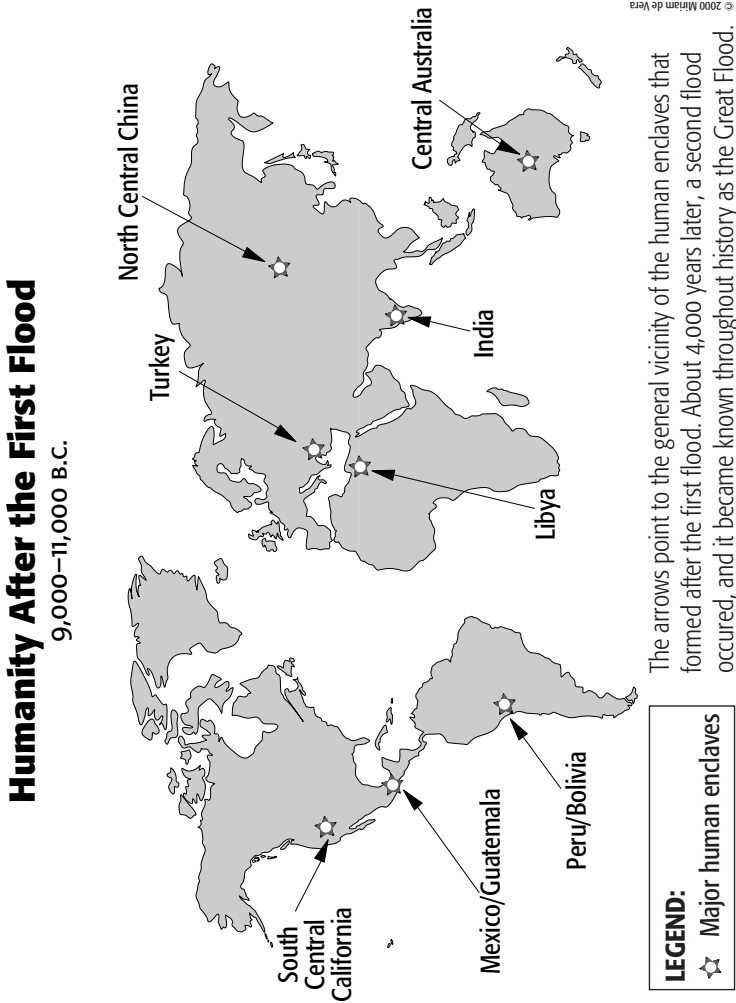 Humanity After the First Flood
9,000–11,000 B.C.
North Central China
Turkey
Central Australia
India
Libya
South
Central
California
Mexico/Guatemala
Peru/Bolivia
LEGEND:
Major human enclaves
The arrows point to the general vicinity of the human enclaves that
formed after the first flood. About 4,000 years later, a second flood
occured, and it became known throughout history as the Great Flood.
© 2000 Miriam de Vera